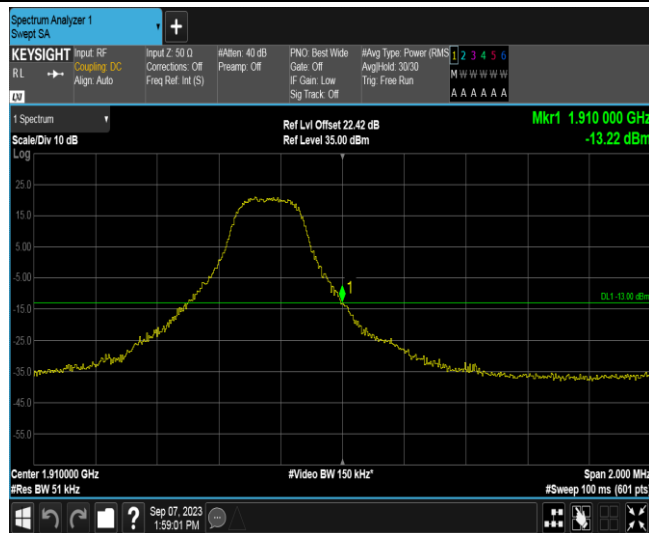 Spectrum Analyzer 1
Swept SA
+
KEYSIGHT
RL
LXI
Input: RF
Coupling: DC
Align: Auto
Input Z: 50 Ω
Corrections: Off
Freq Ref: Int (S)
#Atten: 40 dB
Preamp: Off
PNO: Best Wide
Gate: Off
IF Gain: Low
Sig Track: Off
#Avg Type: Power (RMS
Avg|Hold: 30/30
Trig: Free Run
1 2 3 4 5 6
M W W W W W
A A A A A A
1 Spectrum
Scale/Div 10 dB
Log
Ref Lvl Offset 22.42 dB
Ref Level 35.00 dBm
Mkr1 1.910 000 GHz
-13.22 dBm
25.0
15.0
5.00
-5.00
-15.0
-25.0
-35.0
-45.0
-55.0
1
DL1 -13.00 dBm
Center 1.910000 GHz
#Video BW 150 kHz*
Span 2.000 MHz
#Res BW 51 kHz
#Sweep 100 ms (601 pts)
?
Sep 07, 2023
1:59:01 PM